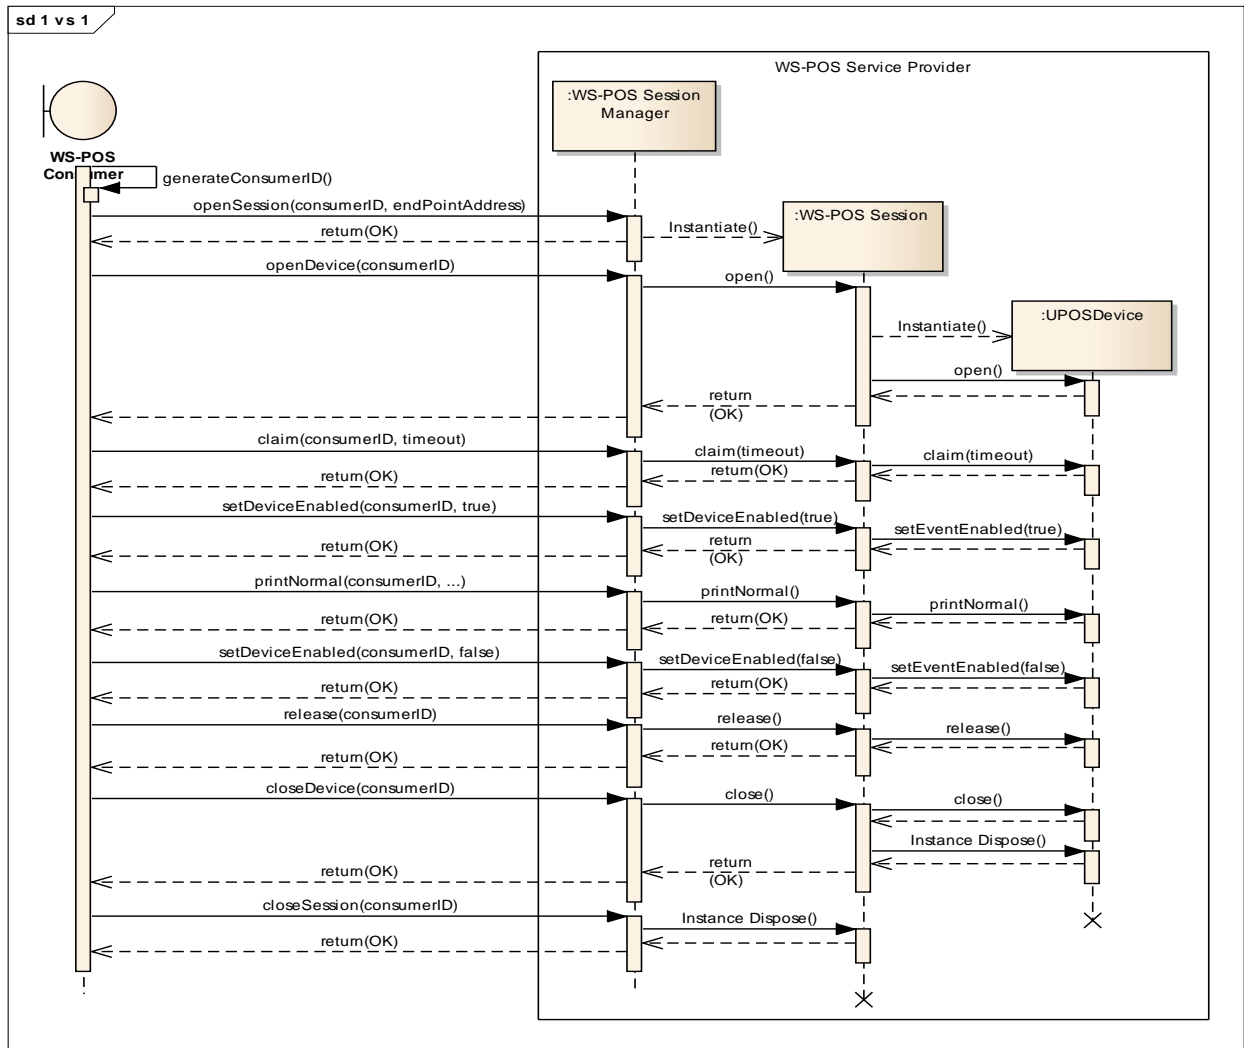 sd 1 vs 1
WS-POS Service Provider
:WS-POS Session
Manager
WS-POS
Consumer
generateConsumerID()
openSession(consumerID, endPointAddress)
:WS-POS Session
return(OK)
Instantiate()
openDevice(consumerID)
open()
:UPOSDevice
Instantiate()
open()
return
(OK)
claim(consumerID, timeout)
claim(timeout)
claim(timeout)
return(OK)
return(OK)
setDeviceEnabled(consumerID, true)
setDeviceEnabled(true)
setEventEnabled(true)
return(OK)
return
(OK)
printNormal(consumerID, ...)
printNormal()
printNormal()
return(OK)
return(OK)
setDeviceEnabled(consumerID, false)
setDeviceEnabled(false)
setEventEnabled(false)
return(OK)
return(OK)
release(consumerID)
release()
release()
return(OK)
return(OK)
closeDevice(consumerID)
close()
close()
Instance Dispose()
return(OK)
return
(OK)
closeSession(consumerID)
Instance Dispose()
return(OK)